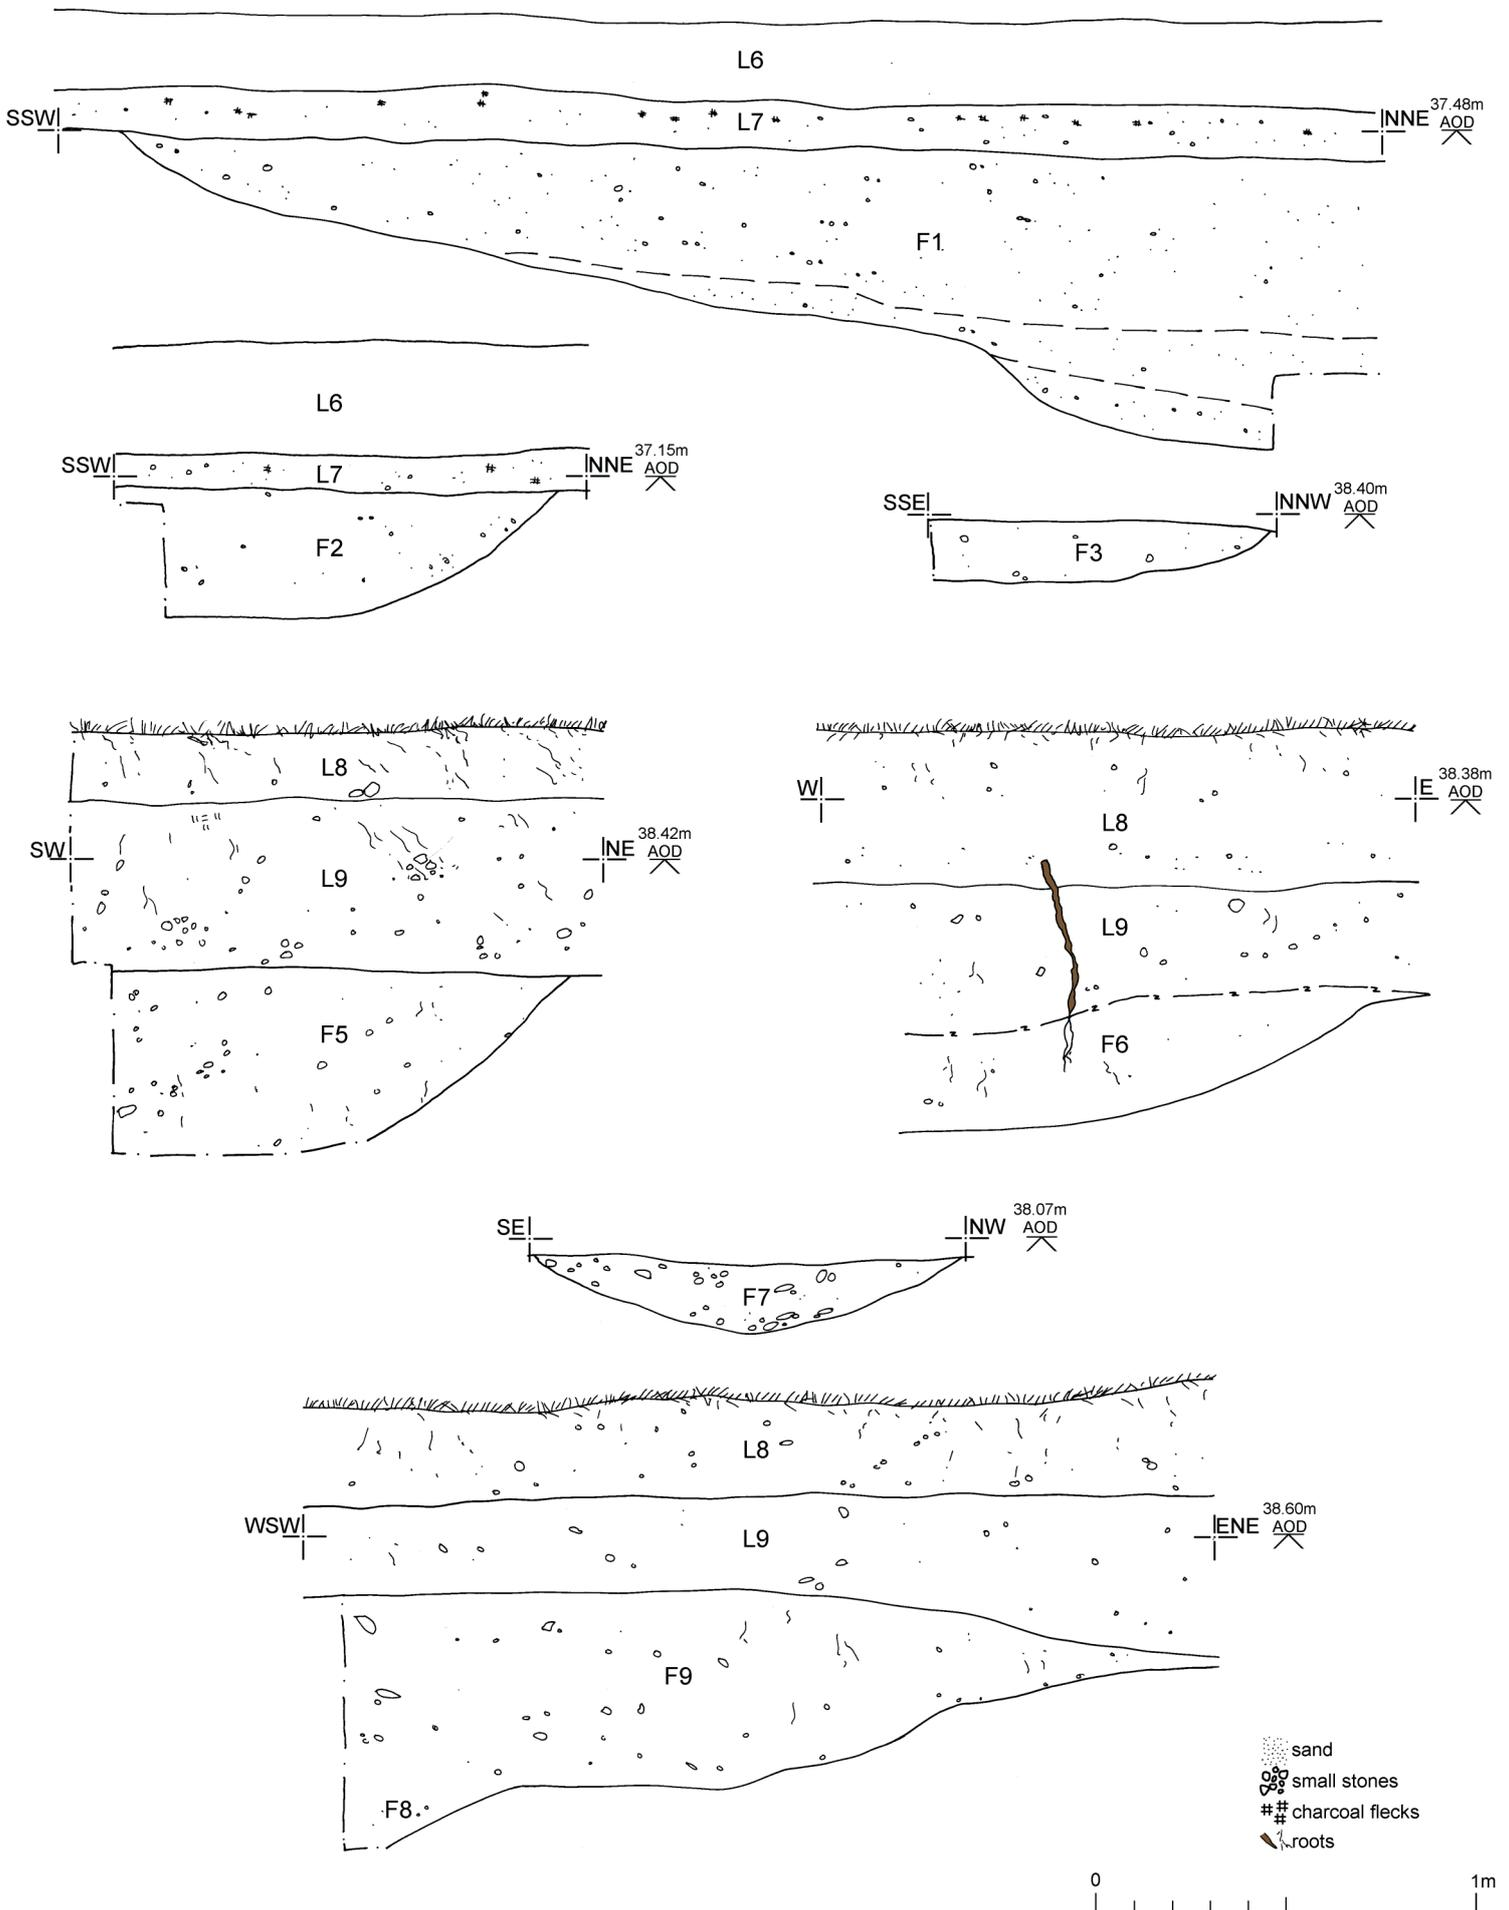 L6
L7
SSW
NNE
37.48m
AOD
F1
L6
SSW
L7
NNE
37.15m
AOD
F2
SSE
NNW
38.40m
AOD
F3
L8
SW
NE
38.42m
AOD
L9
F5
W
E
38.38m
AOD
L8
L9
F6
SE
NW
38.07m
AOD
F7
L8
WSW
ENE
38.60m
AOD
L9
F9
F8
sand
small stones
charcoal flecks
roots
0 1m